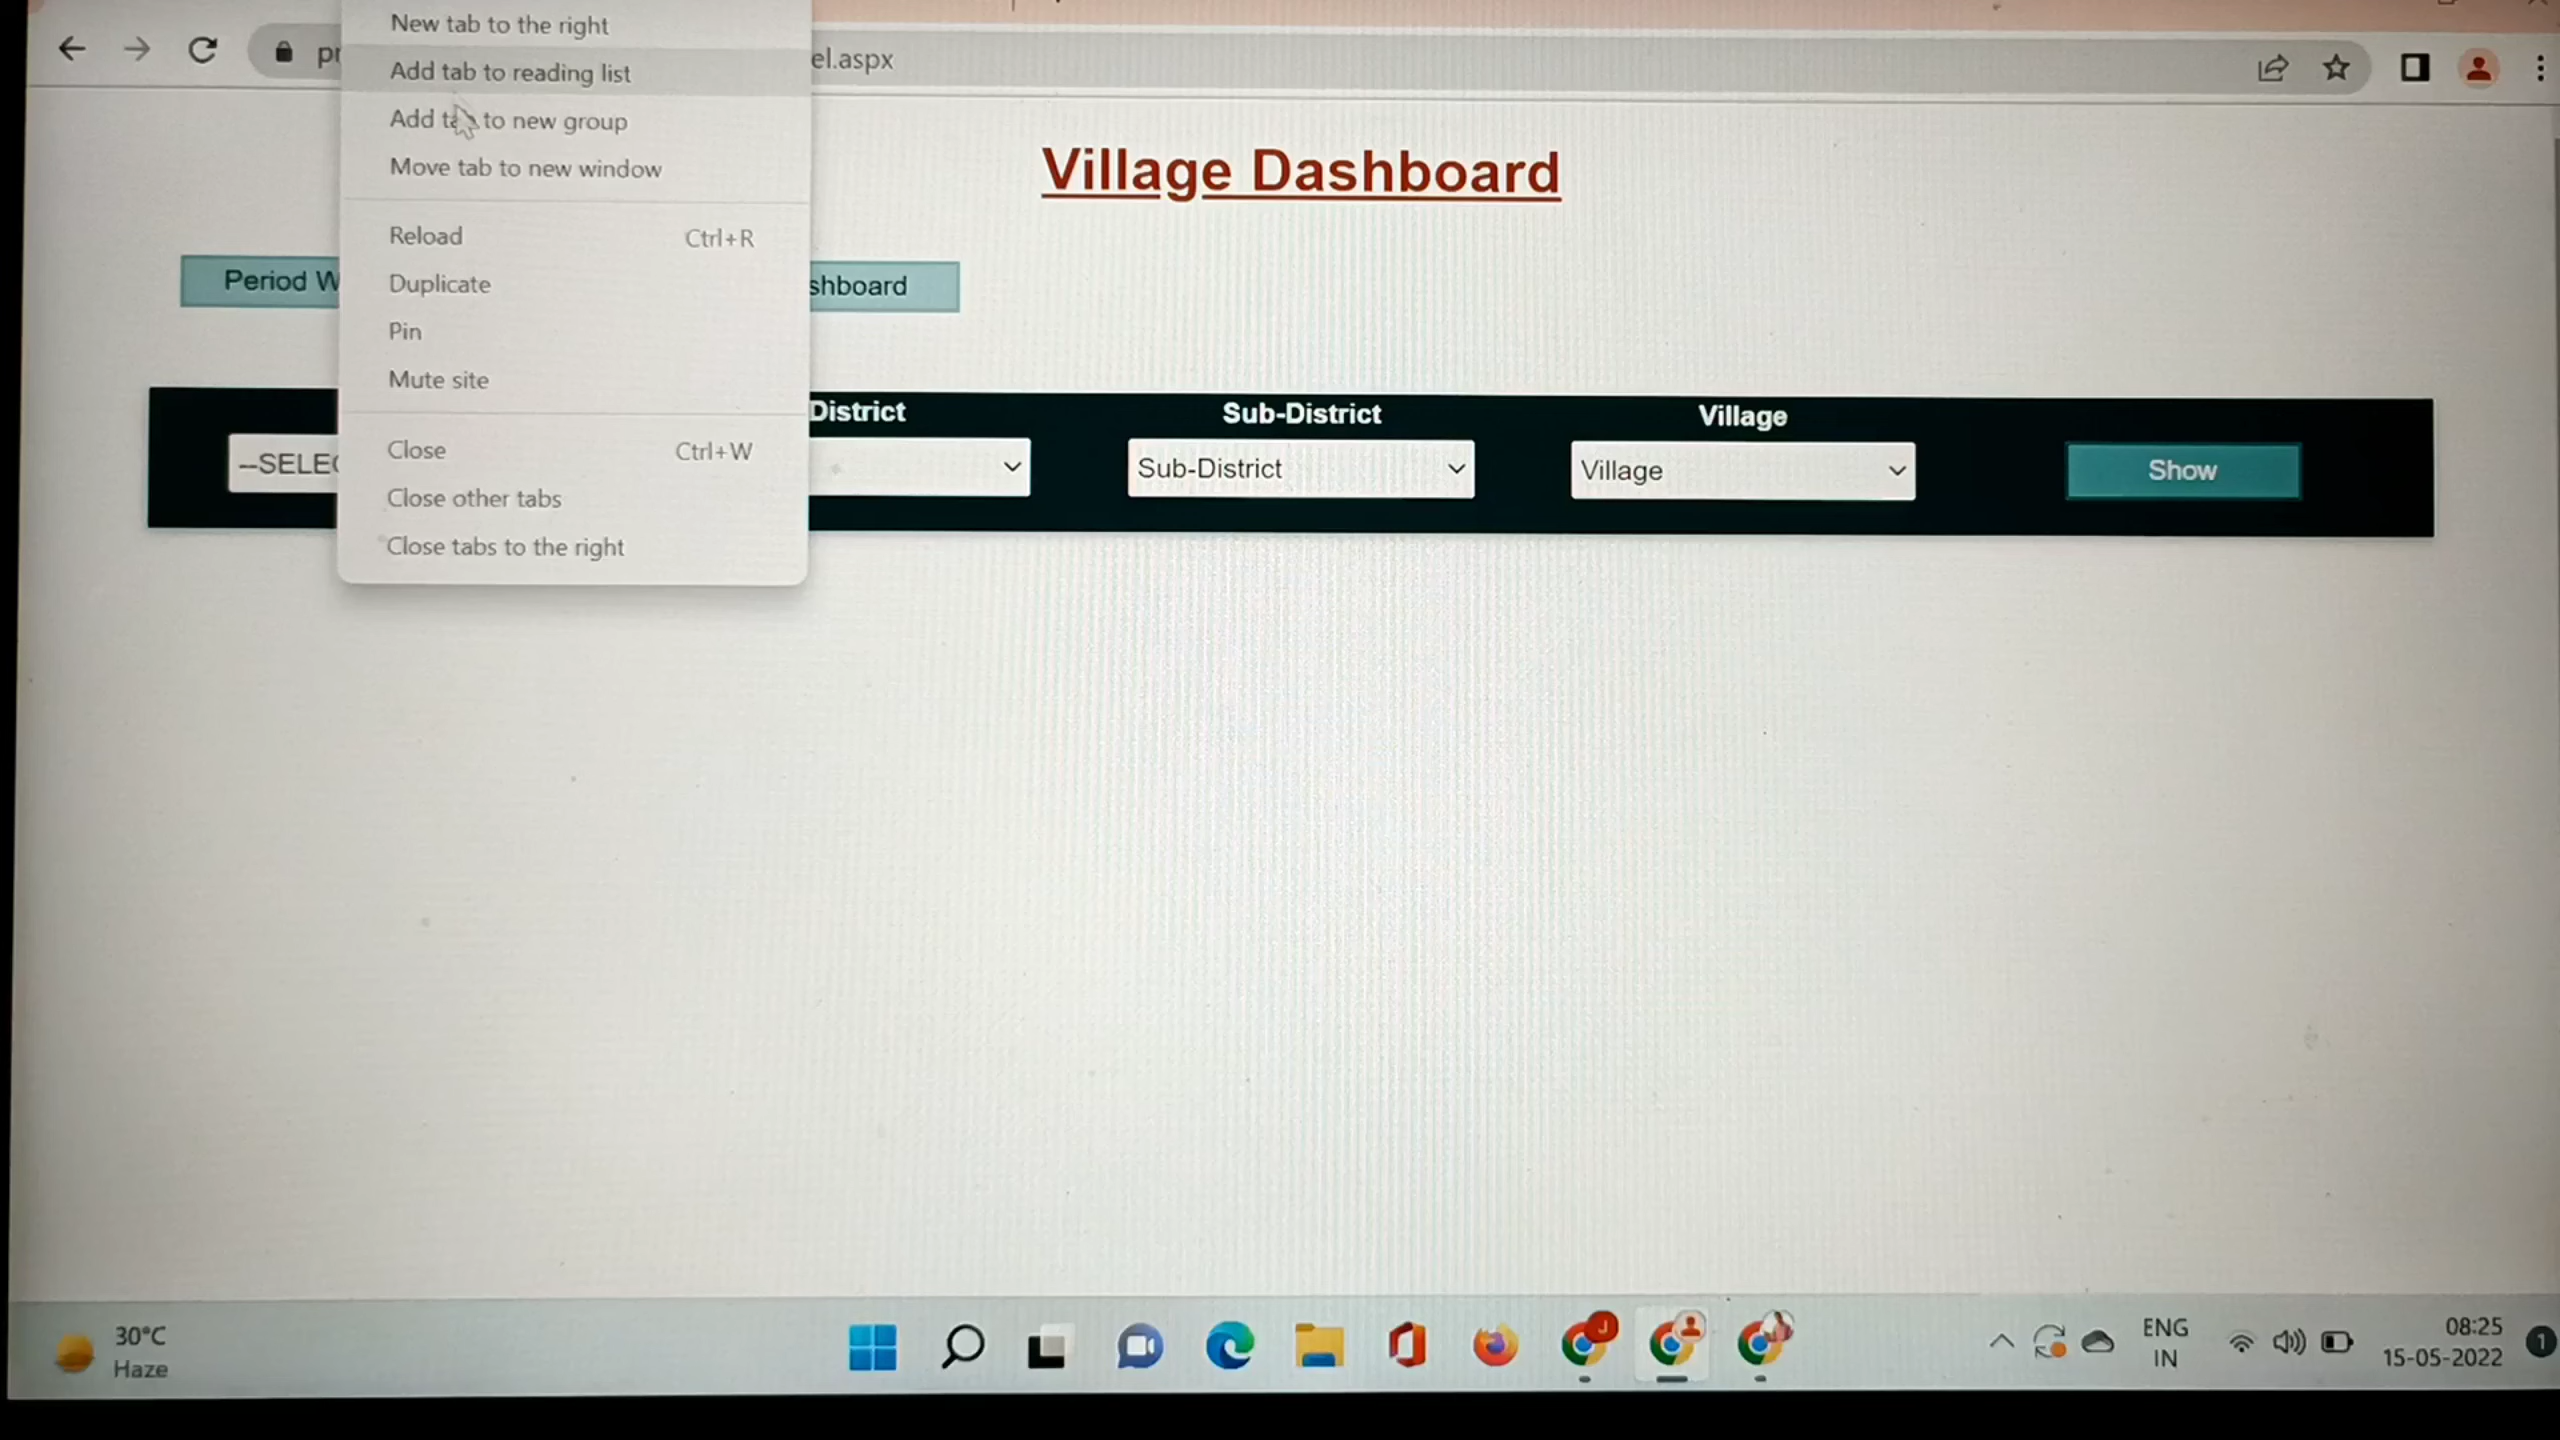 New tab to the right
el.aspx
Add tab to reading list
Add to new group
Move tab to new window
Village Dashboard
Reload Ctrl+R
Period W
shboard
Duplicate
Pin
Mute site
District Sub-District Village
--SELEC Sub-District Village Show
Close Ctrl+W
Close other tabs
Close tabs to the right
30°C
Haze
ENG
IN
08:25
15-05-2022
1
J